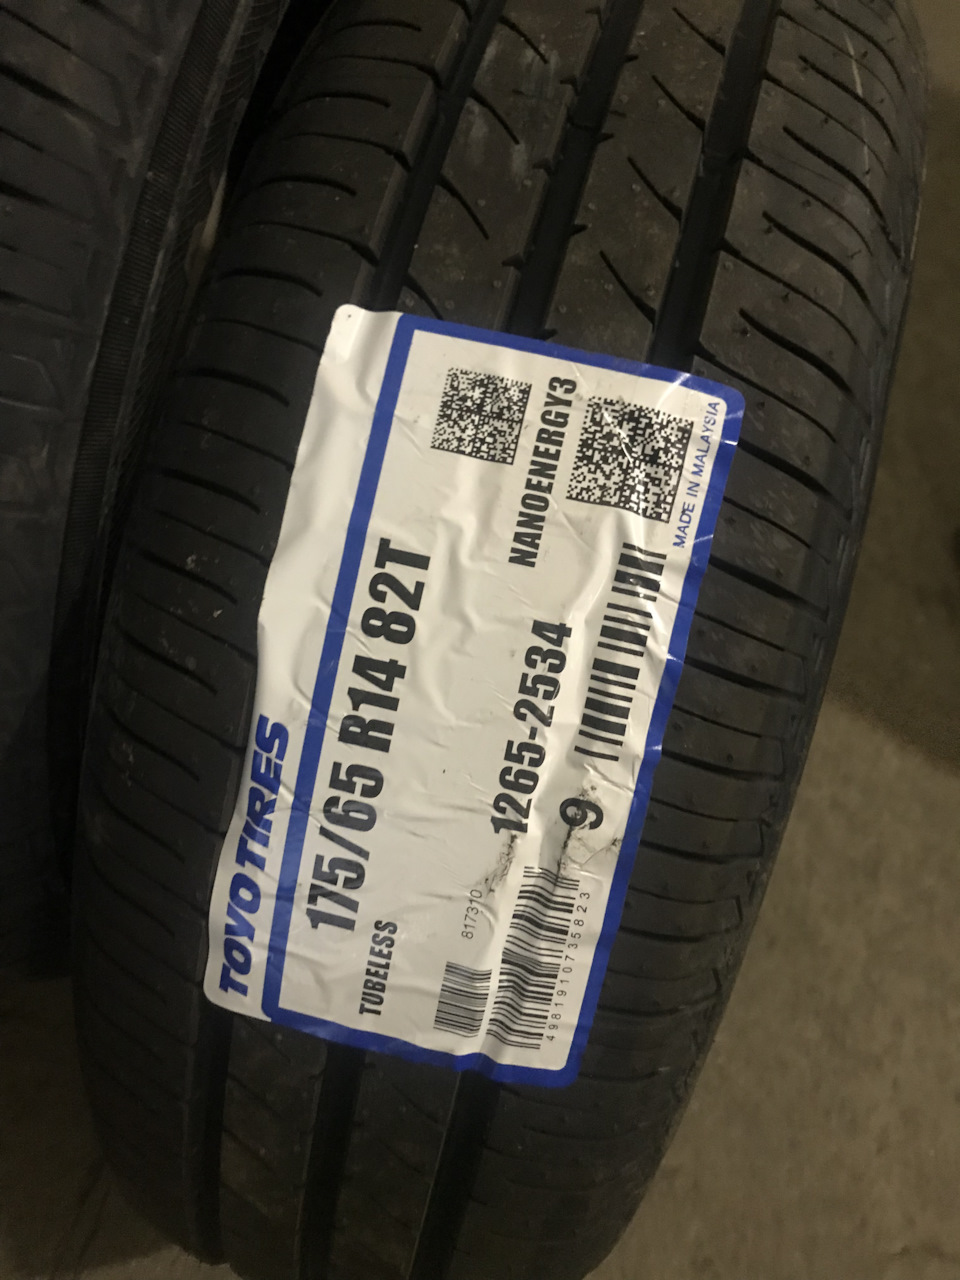 TOYO TIRES
175/65 R14 82T
TUBELESS
817310
1265-2534
NANOENERGY3
9
4981910735823
MADE IN MALAYSIA